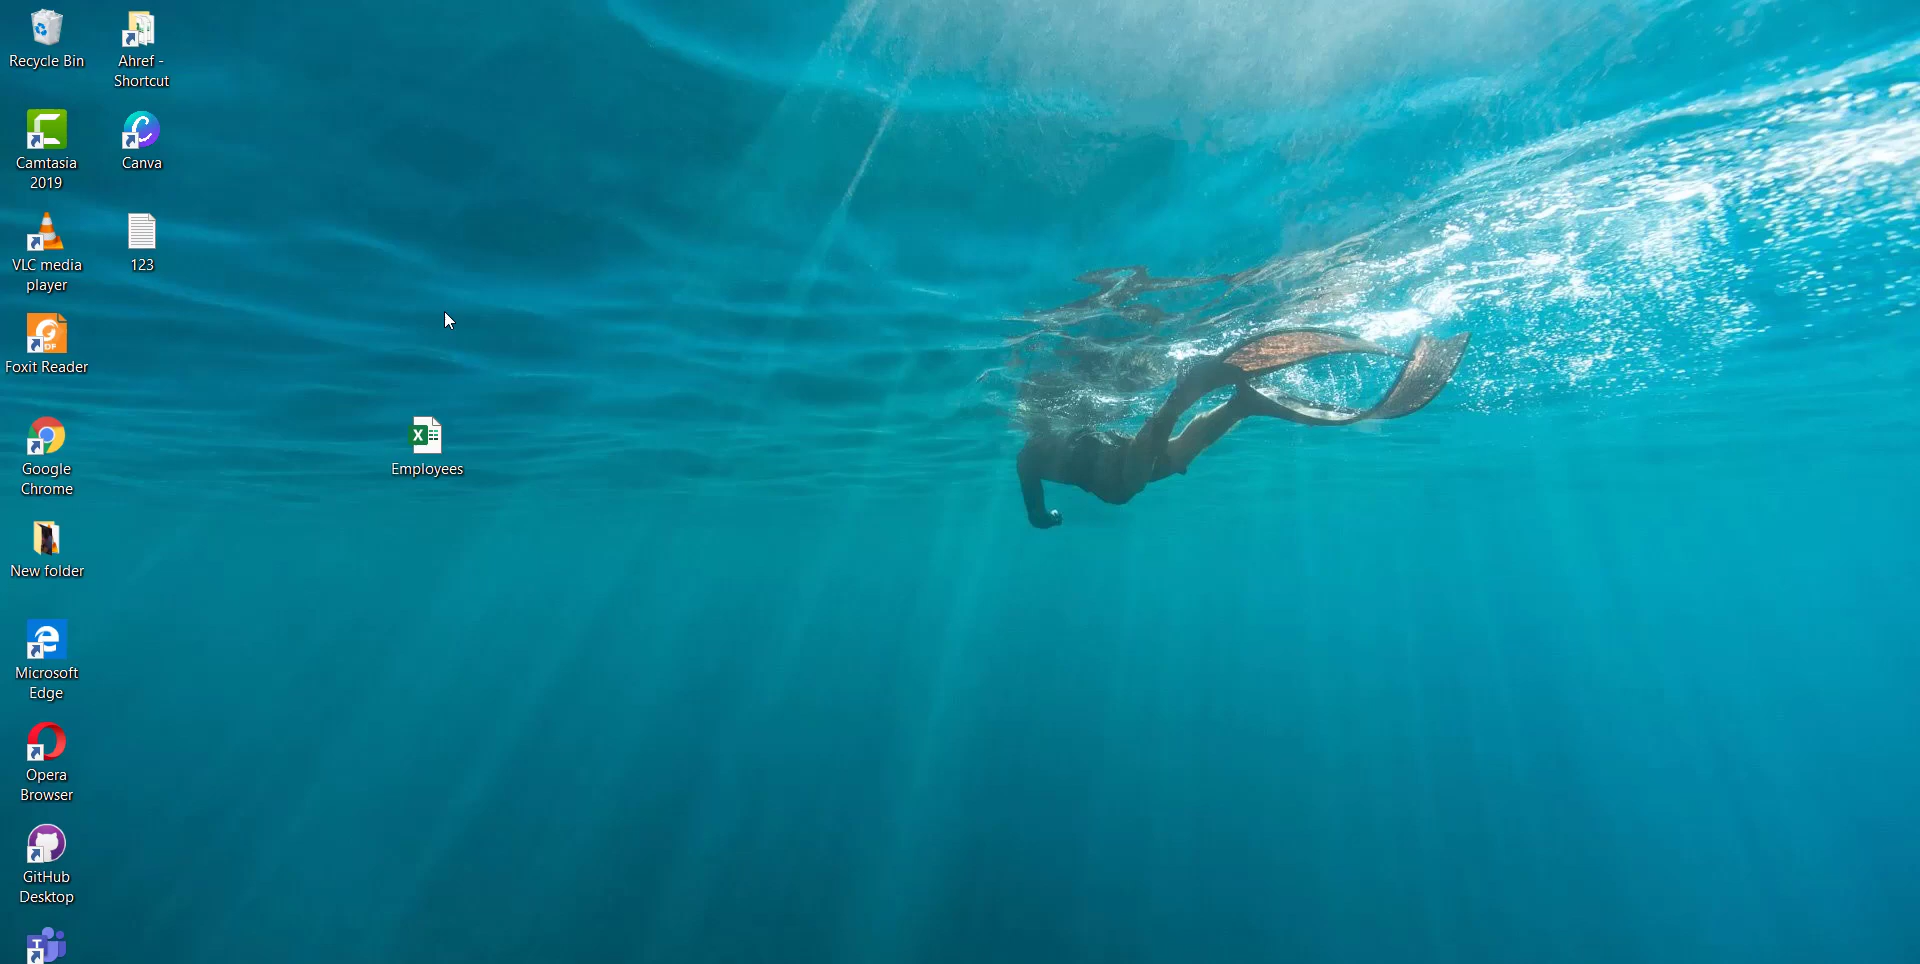 Recycle Bin
Ahref -
Shortcut
Camtasia
2019
Canva
VLC media
player
123
Foxit Reader
Google
Chrome
Employees
New folder
Microsoft
Edge
Opera
Browser
GitHub
Desktop